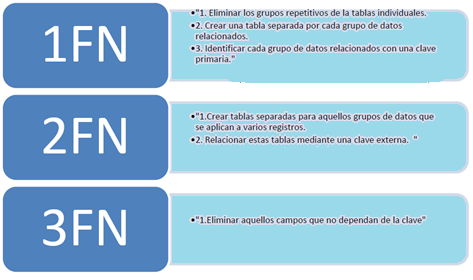 1FN
•"1. Eliminar los grupos repetitivos de la tablas individuales.
•2. Crear una tabla separada por cada grupo de datos
relacionados.
•3. Identificar cada grupo de datos relacionados con una clave
primaria."
2FN
•"1.Crear tablas separadas para aquellos grupos de datos que
se aplican a varios registros.
•2. Relacionar estas tablas mediante una clave externa.  "
3FN
•"1.Eliminar aquellos campos que no dependan de la clave"